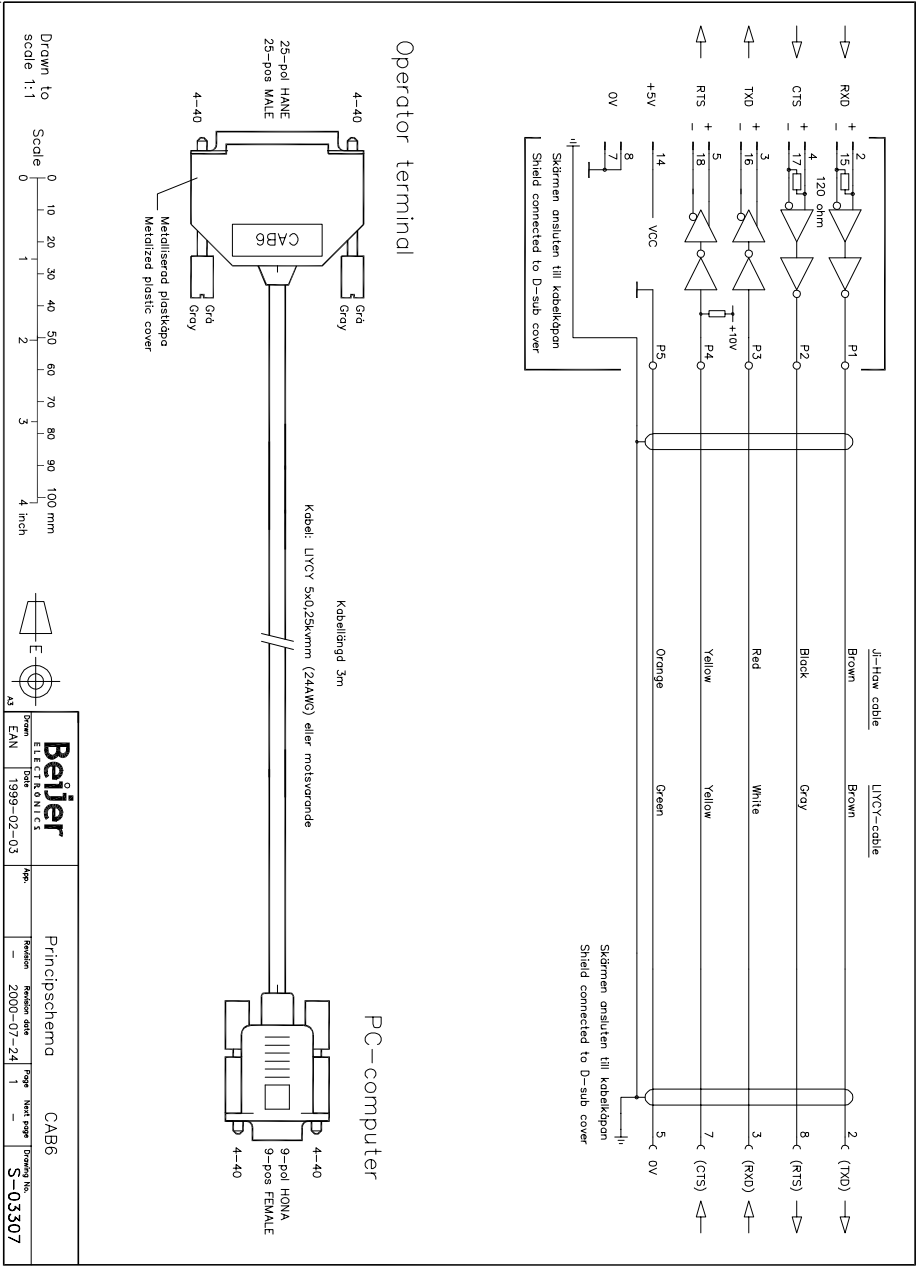 Ji-Haw cable
LIYCY-cable
RXD + - 2 15 P1 Brown Brown 2 (TXD)
120 ohm
CTS + - 4 17 P2 Black Gray 8 (RTS)
TXD + - 3 16 P3 Red White 3 (RXD)
+10V
RTS + - 5 18 P4 Yellow Yellow 7 (CTS)
+5V 14 VCC P5 Orange Green 5 0V
0V 8 7
Skärmen ansluten till kabelkåpan
Shield connected to D-sub cover
Skärmen ansluten till kabelkåpan
Shield connected to D-sub cover
Operator terminal
PC-computer
25-pol HANE
25-pos MALE
4-40
4-40
CAB6
Grå
Gray
Grå
Gray
Metalliserad plastkåpa
Metalized plastic cover
Kabellängd 3m
Kabel: LIYCY 5x0,25kvmm (24AWG) eller motsvarande
4-40
4-40
9-pol HONA
9-pos FEMALE
Drawn to
scale 1:1
Scale
0 10 20 30 40 50 60 70 80 90 100 mm
0 1 2 3 4 inch
E
A3
Beijer
ELECTRONICS
Principschema CAB6
Drawn
EAN
Date
1999-02-03
App.
Revision
-
Revision date
2000-07-24
Page
1
Next page
-
Drawing No.
S-03307